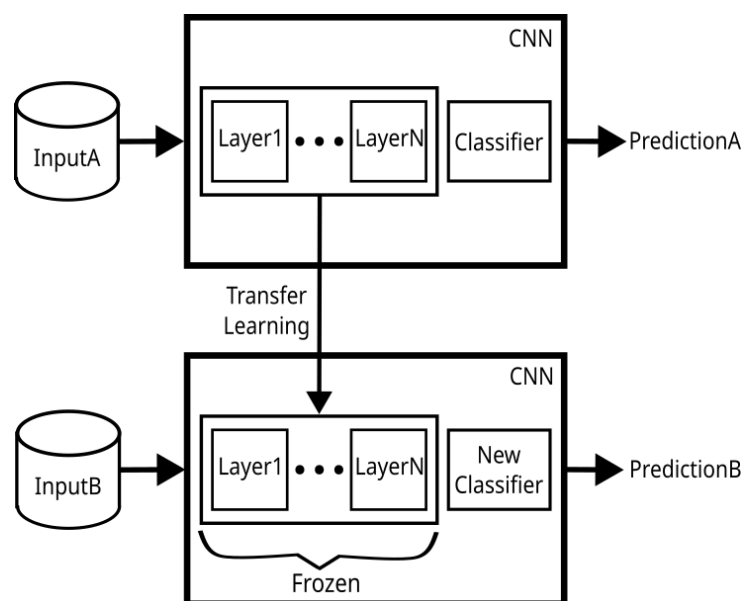 CNN
InputA
Layer1
LayerN
Classifier
PredictionA
Transfer
Learning
CNN
InputB
Layer1
LayerN
New
Classifier
PredictionB
Frozen